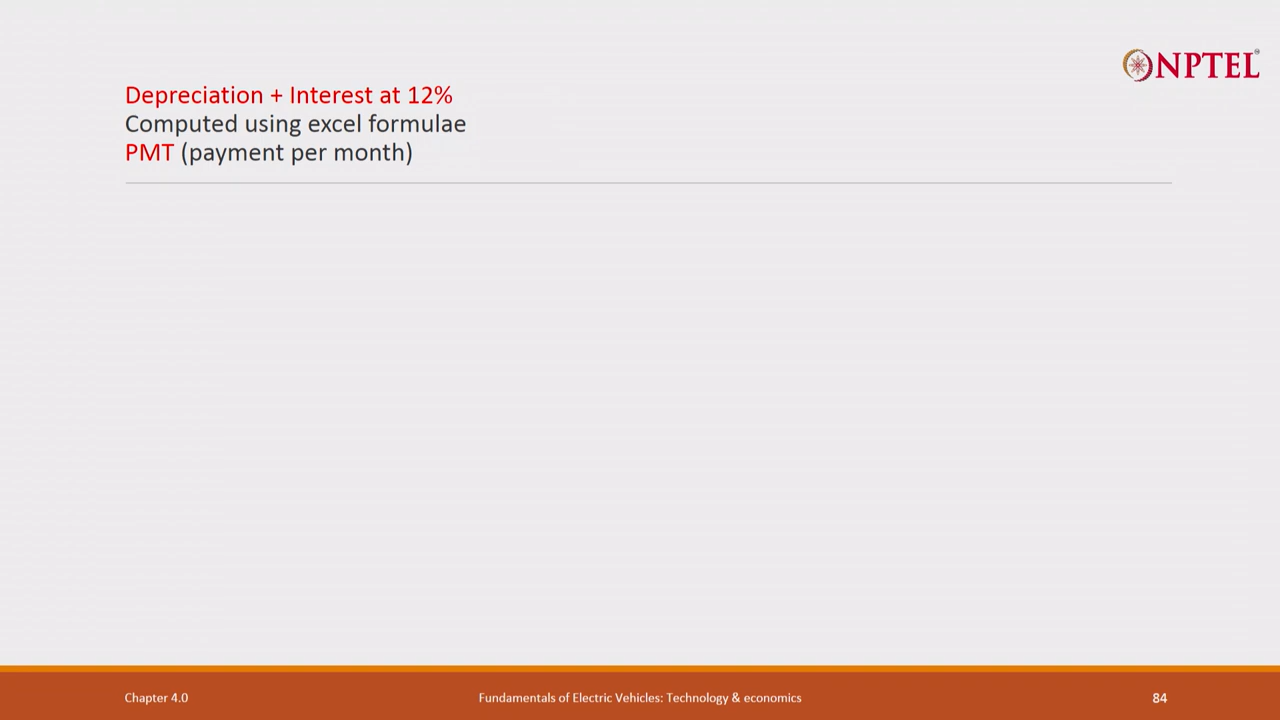 NPTEL
Depreciation + Interest at 12%
Computed using excel formulae
PMT (payment per month)
Chapter 4.0
Fundamentals of Electric Vehicles: Technology & economics
84